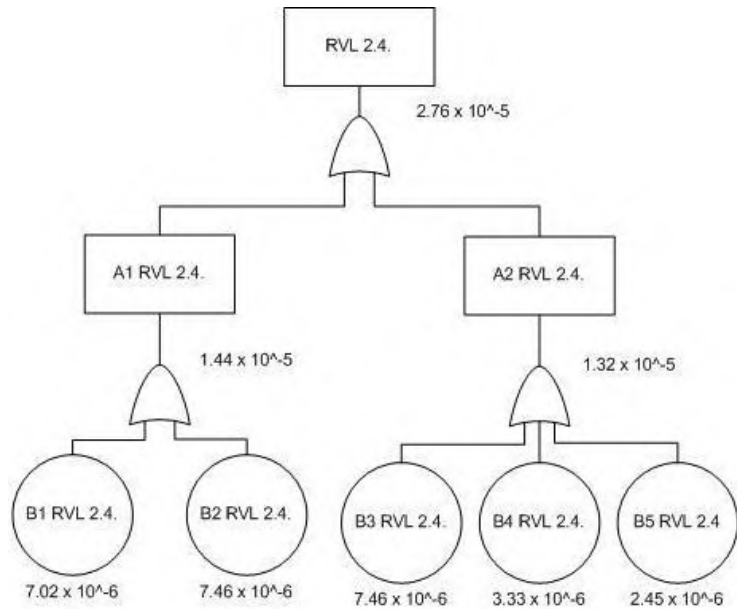 RVL 2.4.
2.76 x 10^-5
A1 RVL 2.4.
A2 RVL 2.4.
1.44 x 10^-5
1.32 x 10^-5
B1 RVL 2.4.
B2 RVL 2.4.
B3 RVL 2.4.
B4 RVL 2.4.
B5 RVL 2.4
7.02 x 10^-6
7.46 x 10^-6
7.46 x 10^-6
3.33 x 10^-6
2.45 x 10^-6